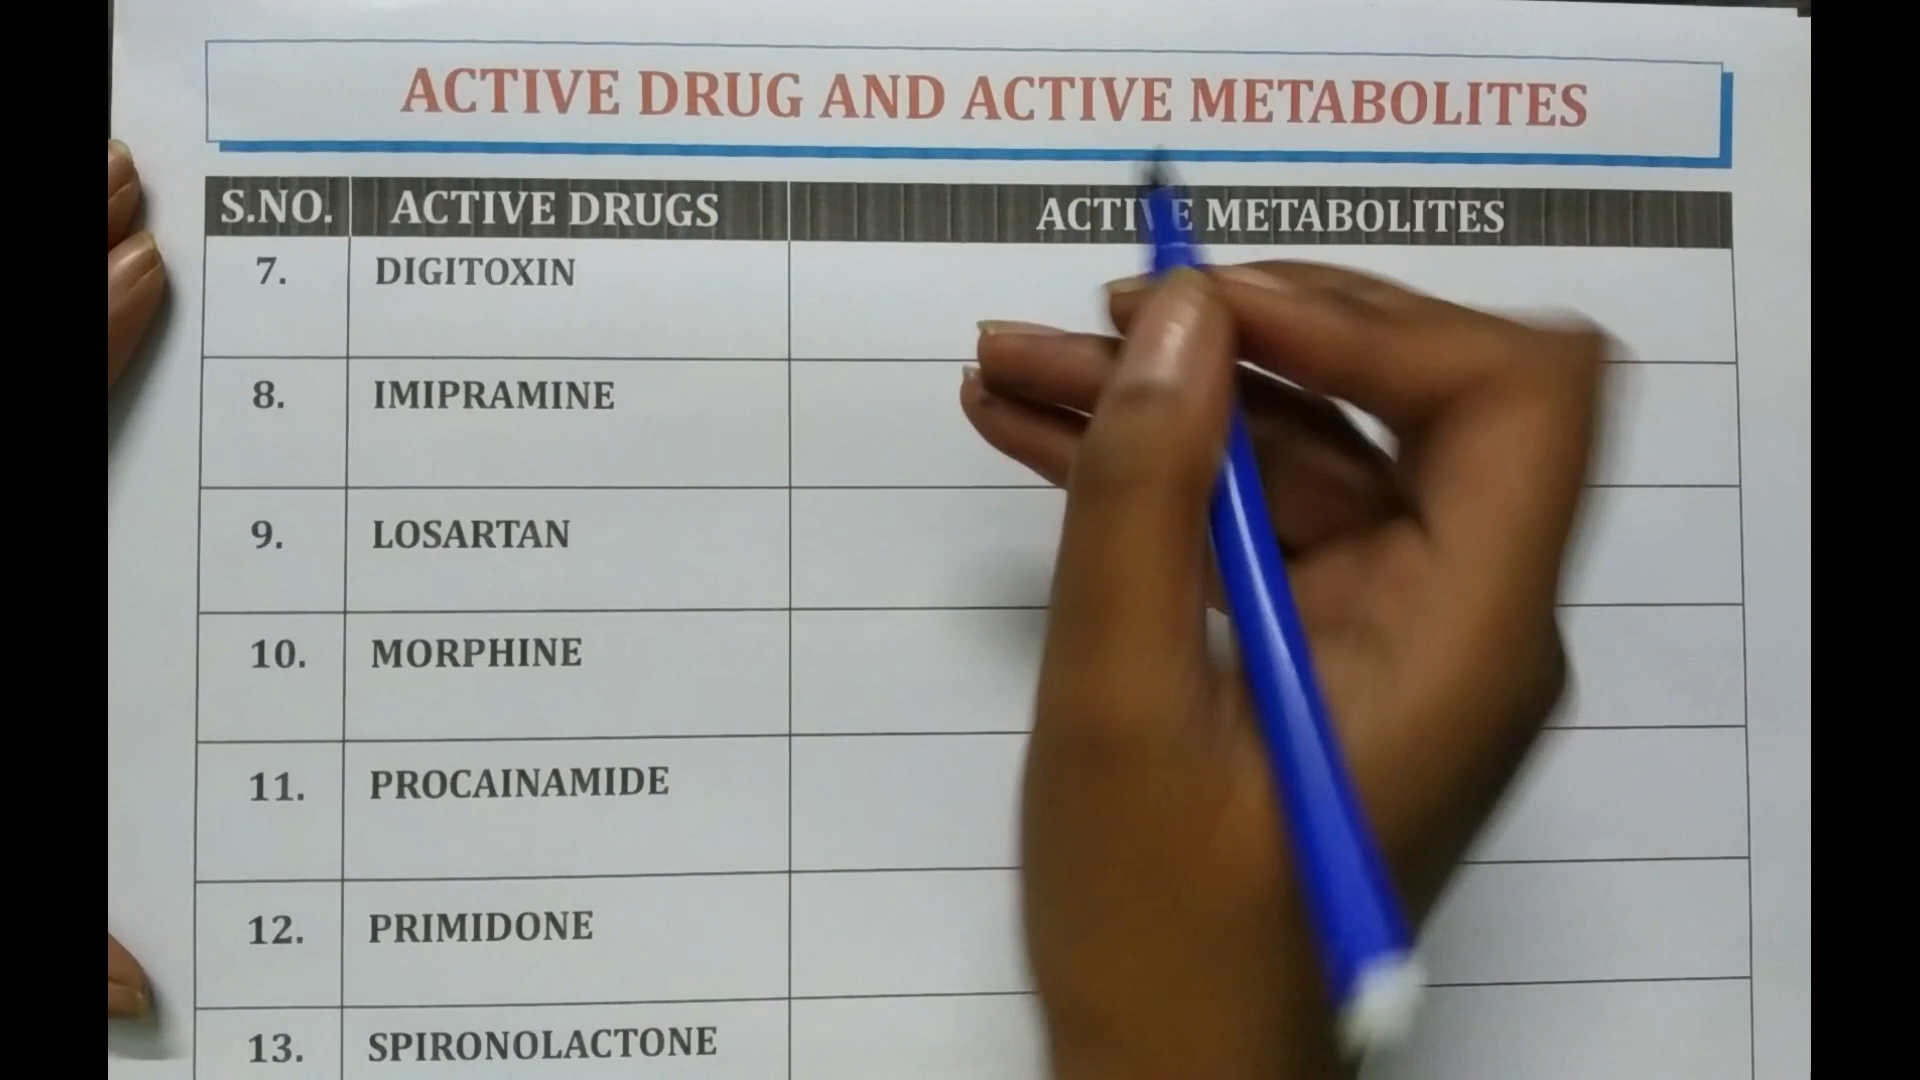 ACTIVE DRUG AND ACTIVE METABOLITES
S.NO. ACTIVE DRUGS ACTIVE METABOLITES
7. DIGITOXIN
8. IMIPRAMINE
9. LOSARTAN
10. MORPHINE
11. PROCAINAMIDE
12. PRIMIDONE
13. SPIRONOLACTONE